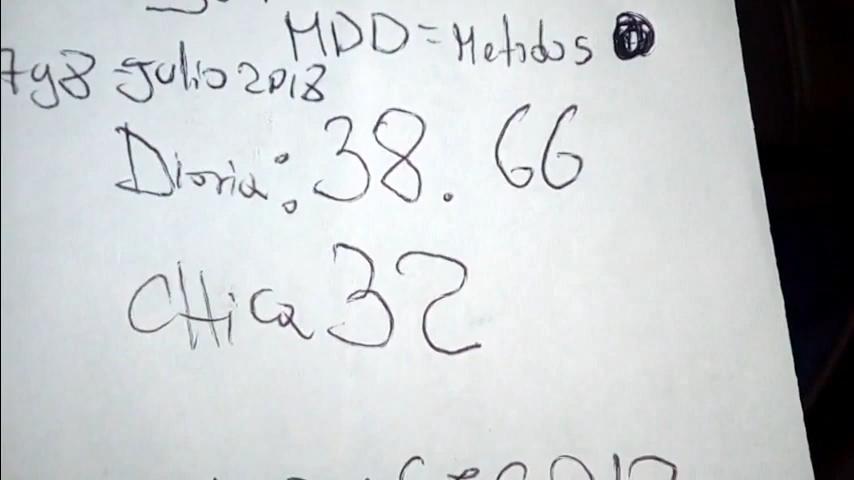 MDD = Metodos
7y8 Julio 2018
Diaria: 38. 66
CHica 32